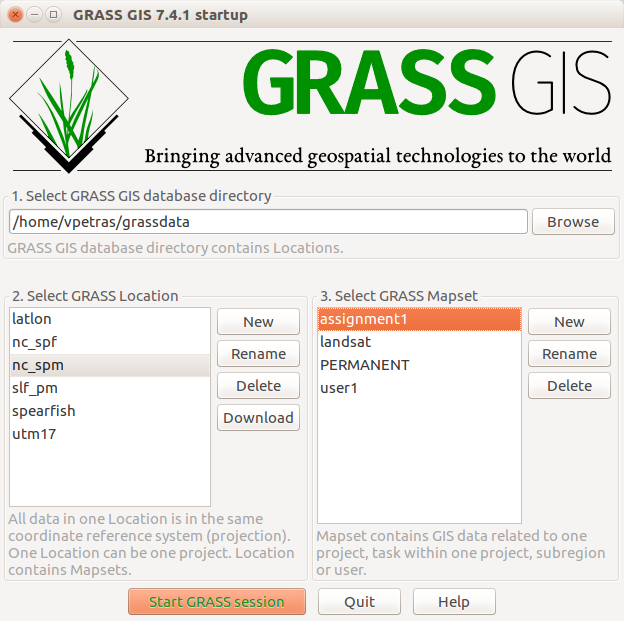 GRASS GIS 7.4.1 startup
GRASS GIS
Bringing advanced geospatial technologies to the world
1. Select GRASS GIS database directory
/home/vpetras/grassdata
Browse
GRASS GIS database directory contains Locations.
2. Select GRASS Location
latlon
nc_spf
nc_spm
slf_pm
spearfish
utm17
New
Rename
Delete
Download
All data in one Location is in the same
coordinate reference system (projection).
One Location can be one project. Location
contains Mapsets.
3. Select GRASS Mapset
assignment1
landsat
PERMANENT
user1
New
Rename
Delete
Mapset contains GIS data related to one
project, task within one project, subregion
or user.
Start GRASS session
Quit
Help